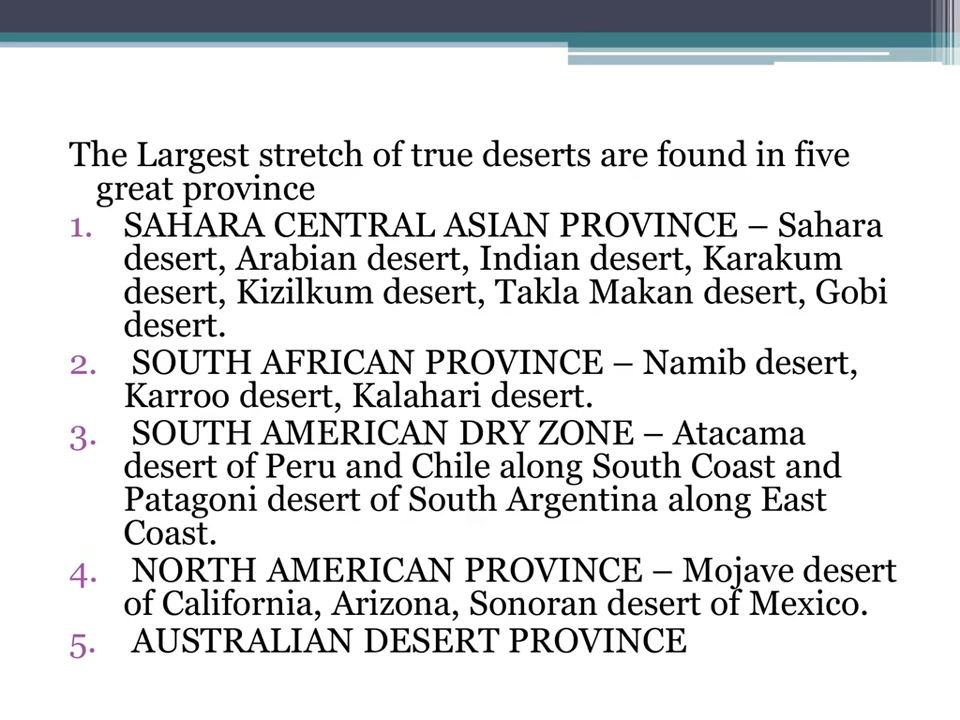 The Largest stretch of true deserts are found in five
great province
1. SAHARA CENTRAL ASIAN PROVINCE – Sahara
desert, Arabian desert, Indian desert, Karakum
desert, Kizilkum desert, Takla Makan desert, Gobi
desert.
2. SOUTH AFRICAN PROVINCE – Namib desert,
Karroo desert, Kalahari desert.
3. SOUTH AMERICAN DRY ZONE – Atacama
desert of Peru and Chile along South Coast and
Patagoni desert of South Argentina along East
Coast.
4. NORTH AMERICAN PROVINCE – Mojave desert
of California, Arizona, Sonoran desert of Mexico.
5. AUSTRALIAN DESERT PROVINCE